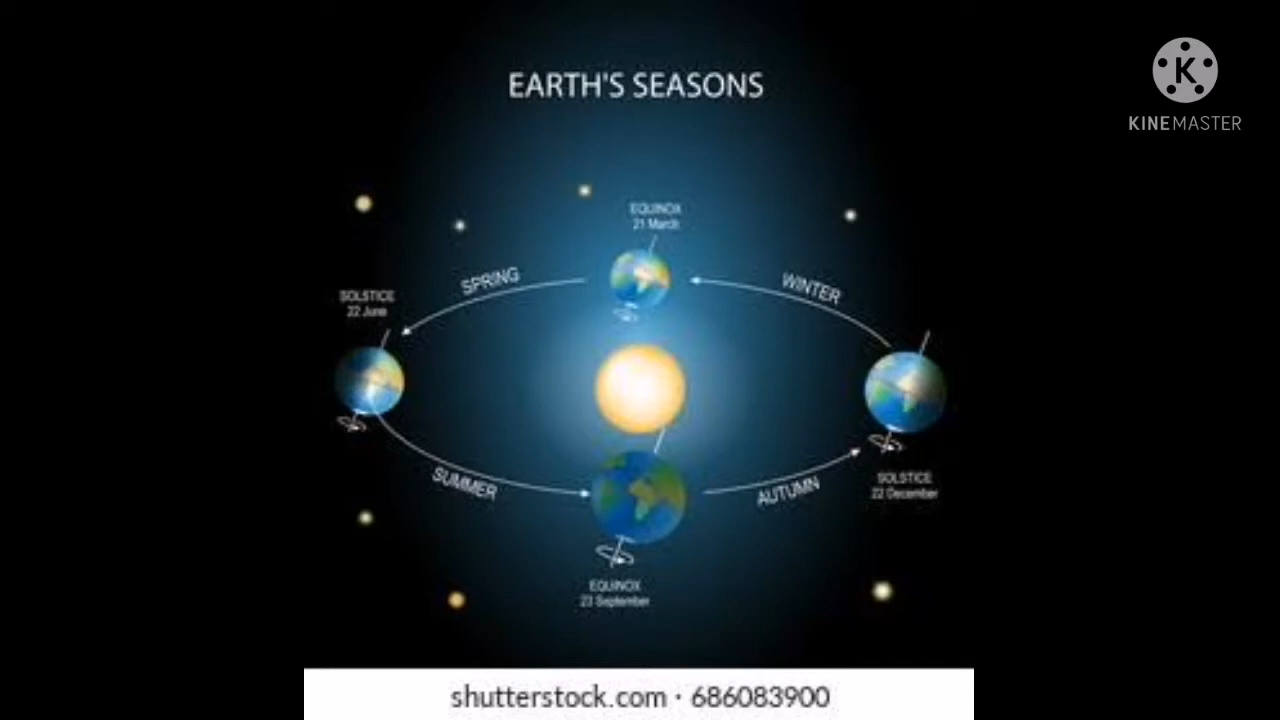 EARTH'S SEASONS
K
KINEMASTER
EQUINOX
21 March
SPRING
WINTER
SOLSTICE
22 June
SUMMER
AUTUMN
SOLSTICE
22 December
EQUINOX
23 September
shutterstock.com · 686083900